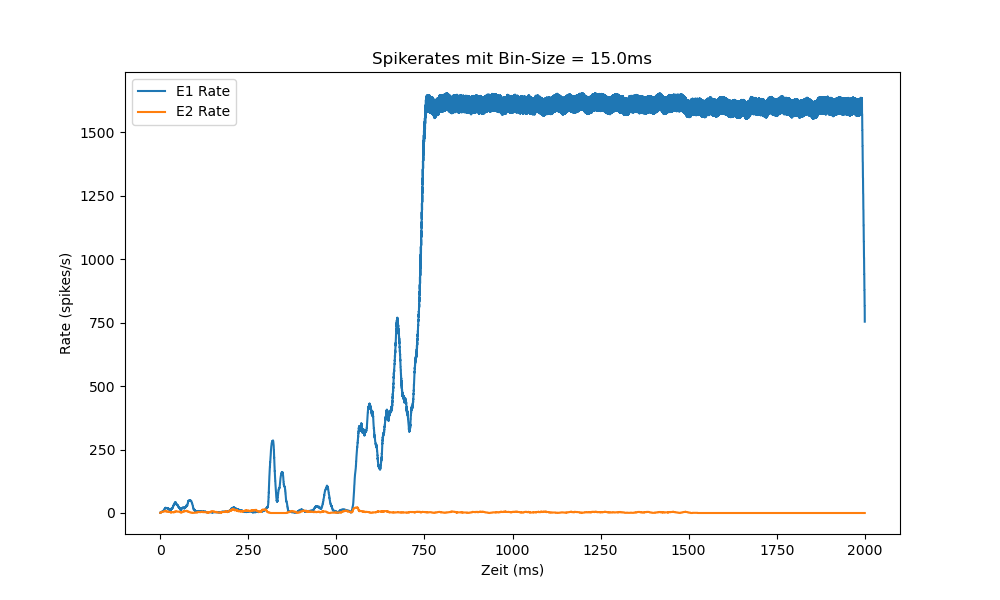 Spikerates mit Bin-Size = 15.0ms
E1 Rate
E2 Rate
Rate (spikes/s)
1500
1250
1000
750
500
250
0
0 250 500 750 1000 1250 1500 1750 2000
Zeit (ms)